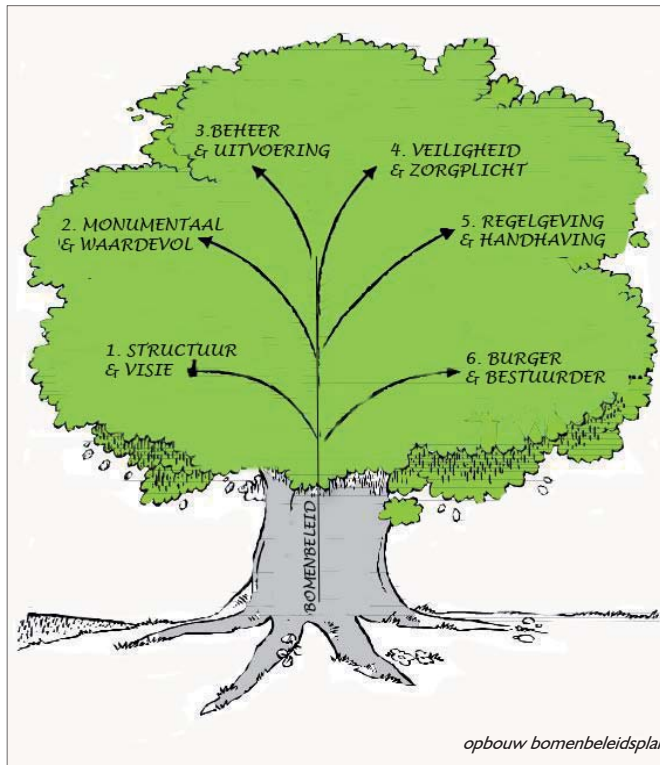 3.BEHEER
& UITVOERING
4. VEILIGHEID
& ZORGPLICHT
2. MONUMENTAAL
& WAARDEVOL
5. REGELGEVING
& HANDHAVING
1. STRUCTUUR
& VISIE
6. BURGER
& BESTUURDER
BOMENBELEID
opbouw bomenbeleidsplan